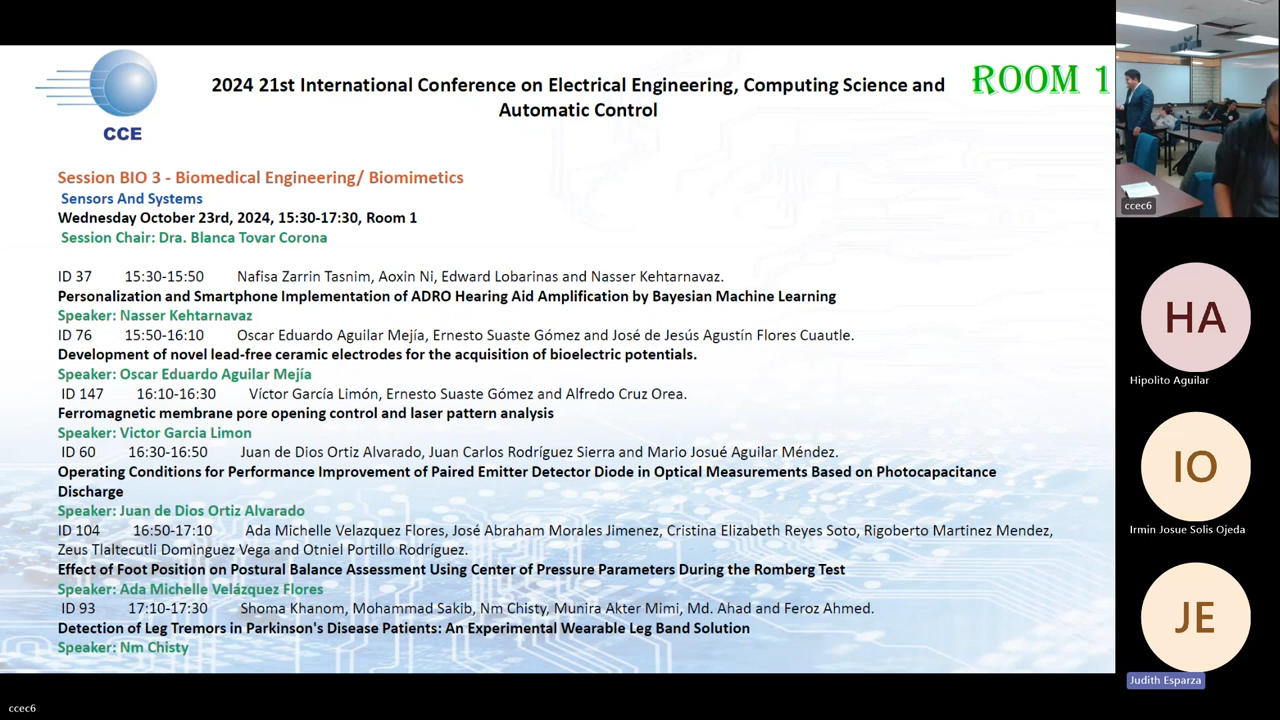 2024 21st International Conference on Electrical Engineering, Computing Science and
Automatic Control
ROOM 1
CCE
Session BIO 3 - Biomedical Engineering/ Biomimetics
Sensors And Systems
Wednesday October 23rd, 2024, 15:30-17:30, Room 1
Session Chair: Dra. Blanca Tovar Corona
ID 37 15:30-15:50 Nafisa Zarrin Tasnim, Aoxin Ni, Edward Lobarinas and Nasser Kehtarnavaz.
Personalization and Smartphone Implementation of ADRO Hearing Aid Amplification by Bayesian Machine Learning
Speaker: Nasser Kehtarnavaz
ID 76 15:50-16:10 Oscar Eduardo Aguilar Mejía, Ernesto Suaste Gómez and José de Jesús Agustín Flores Cuautle.
Development of novel lead-free ceramic electrodes for the acquisition of bioelectric potentials.
Speaker: Oscar Eduardo Aguilar Mejía
ID 147 16:10-16:30 Víctor García Limón, Ernesto Suaste Gómez and Alfredo Cruz Orea.
Ferromagnetic membrane pore opening control and laser pattern analysis
Speaker: Victor Garcia Limon
ID 60 16:30-16:50 Juan de Dios Ortiz Alvarado, Juan Carlos Rodríguez Sierra and Mario Josué Aguilar Méndez.
Operating Conditions for Performance Improvement of Paired Emitter Detector Diode in Optical Measurements Based on Photocapacitance
Discharge
Speaker: Juan de Dios Ortiz Alvarado
ID 104 16:50-17:10 Ada Michelle Velazquez Flores, José Abraham Morales Jimenez, Cristina Elizabeth Reyes Soto, Rigoberto Martinez Mendez,
Zeus Tlaltecutli Dominguez Vega and Otniel Portillo Rodríguez.
Effect of Foot Position on Postural Balance Assessment Using Center of Pressure Parameters During the Romberg Test
Speaker: Ada Michelle Velázquez Flores
ID 93 17:10-17:30 Shoma Khanom, Mohammad Sakib, Nm Chisty, Munira Akter Mimi, Md. Ahad and Feroz Ahmed.
Detection of Leg Tremors in Parkinson's Disease Patients: An Experimental Wearable Leg Band Solution
Speaker: Nm Chisty
ccec6
HA
Hipolito Aguilar
IO
Irmin Josue Solis Ojeda
JE
Judith Esparza
ccec6